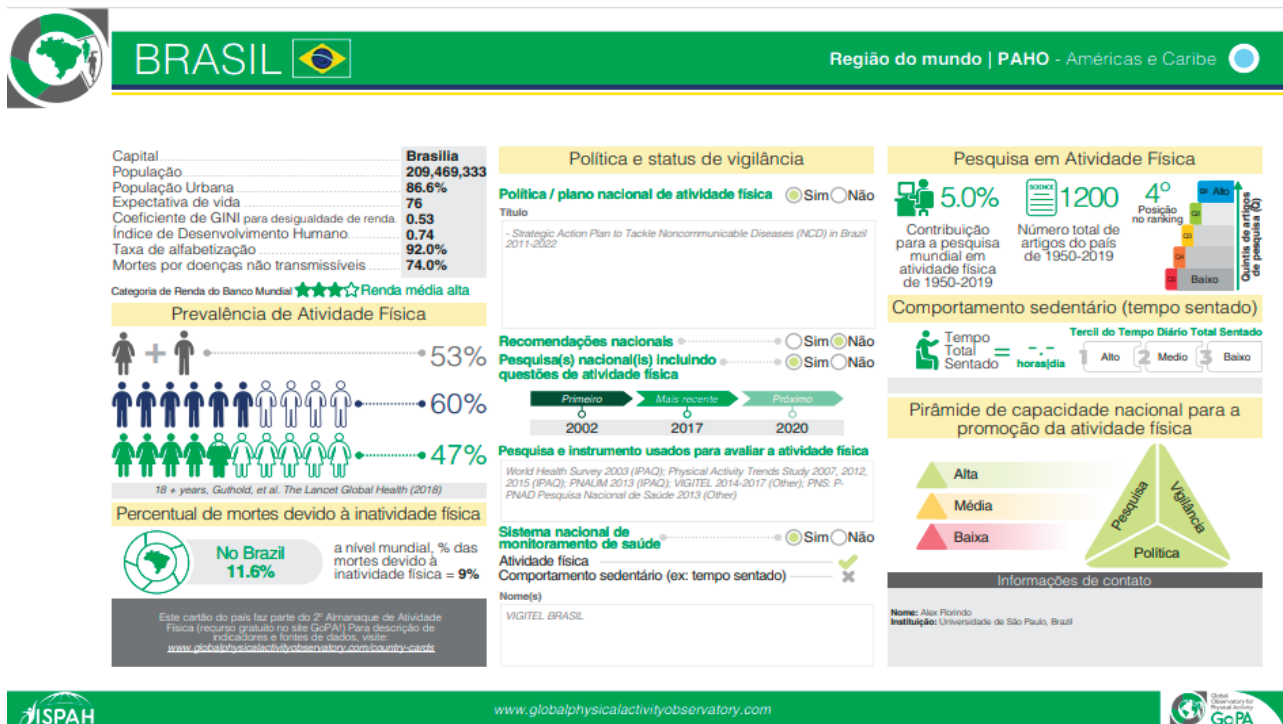 BRASIL
Região do mundo | PAHO - Américas e Caribe
Capital Brasilia
População 209,469,333
População Urbana 86.6%
Expectativa de vida 76
Coeficiente de GINI para desigualdade de renda 0.53
Índice de Desenvolvimento Humano 0.74
Taxa de alfabetização 92.0%
Mortes por doenças não transmissíveis 74.0%
Categoria de Renda do Banco Mundial Renda média alta
Prevalência de Atividade Física
+ 53%
60%
47%
18 + years, Guthold, et al. The Lancet Global Health (2018)
Percentual de mortes devido à inatividade física
No Brazil
11.6%
a nível mundial, % das
mortes devido à
inatividade física = 9%
Este cartão do país faz parte do 2º Almanaque de Atividade
Física (recurso gratuito no site GoPA!) Para descrição de
indicadores e fontes de dados, visite:
www.globalphysicalactivityobservatory.com/country-cards
Política e status de vigilância
Política / plano nacional de atividade física Sim Não
Título
- Strategic Action Plan to Tackle Noncommunicable Diseases (NCD) in Brazil
2011-2022
Recomendações nacionais Sim Não
Pesquisa(s) nacional(is) incluindo
questões de atividade física Sim Não
Primeiro Mais recente Próximo
2002 2017 2020
Pesquisa e instrumento usados para avaliar a atividade física
World Health Survey 2003 (IPAQ); Physical Activity Trends Study 2007, 2012,
2015 (IPAQ); PNAUM 2013 (IPAQ); VIGITEL 2014-2017 (Other); PNS: P-
PNAD Pesquisa Nacional de Saúde 2013 (Other)
Sistema nacional de
monitoramento de saúde Sim Não
Atividade física
Comportamento sedentário (ex: tempo sentado)
Nome(s)
VIGITEL BRASIL
Pesquisa em Atividade Física
5.0%
Contribuição
para a pesquisa
mundial em
atividade física
de 1950-2019
SCIENCE
1200
Número total de
artigos do país
de 1950-2019
4º
Posição
no ranking
Q1 Alto
Q2
Q3
Q4
Q5 Baixo
Quintis de artigos
de pesquisa (Q)
Comportamento sedentário (tempo sentado)
Tempo
Total
Sentado
= -.-
horas|dia
Tercil do Tempo Diário Total Sentado
1 Alto 2 Medio 3 Baixo
Pirâmide de capacidade nacional para a
promoção da atividade física
Alta
Média
Baixa
Pesquisa
Vigilância
Política
Informações de contato
Nome: Alex Florindo
Instituição: Universidade de São Paulo, Brazil
ISPAH
www.globalphysicalactivityobservatory.com
Global
Observatory for
Physical Activity
GoPA